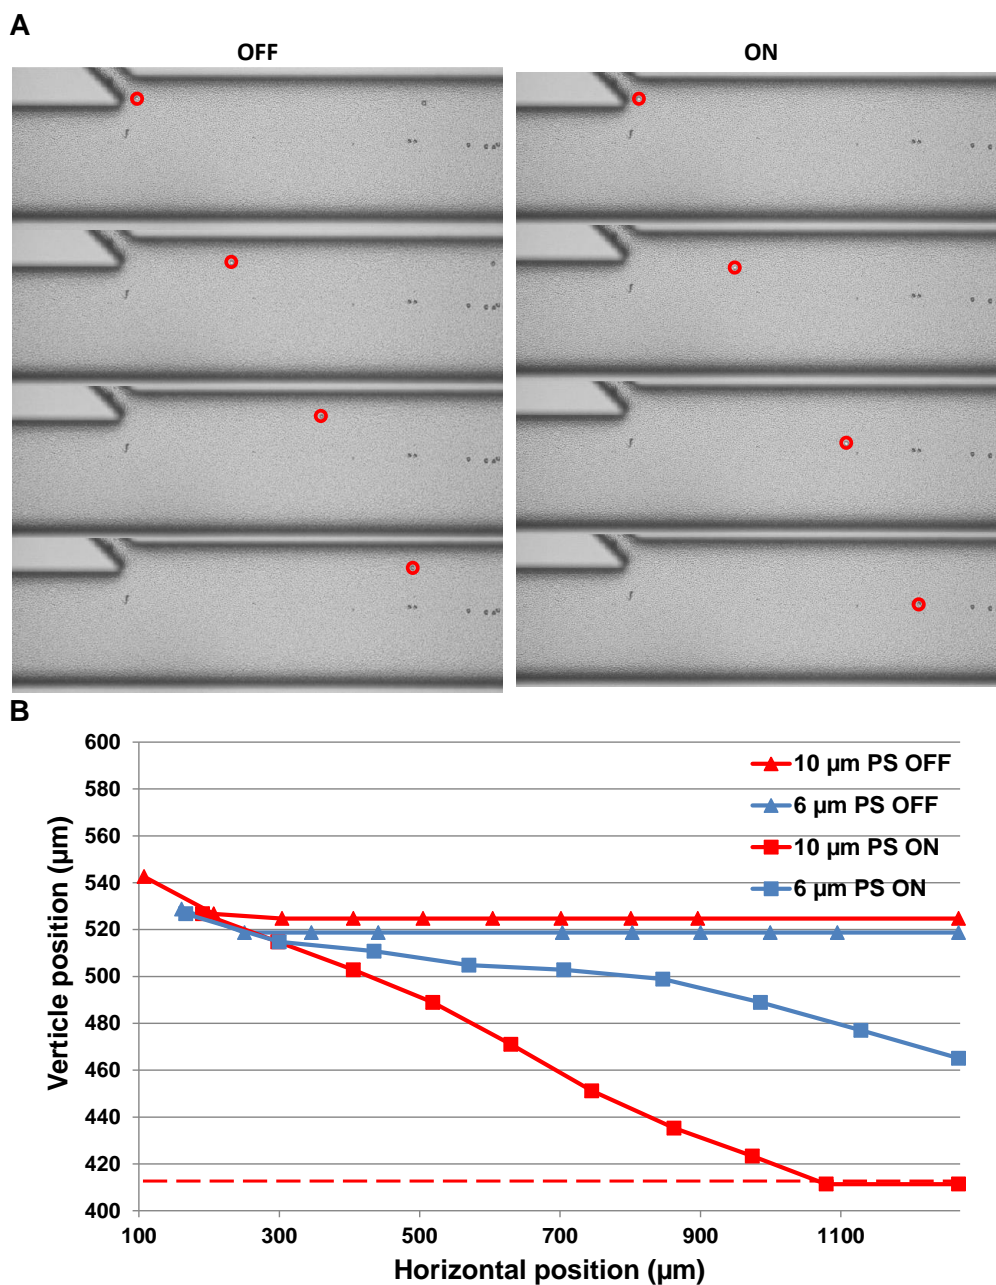 A
OFF
ON
B
600
580
560
540
520
500
480
460
440
420
400
Verticle position (µm)
10 µm PS OFF
6 µm PS OFF
10 µm PS ON
6 µm PS ON
100
300
500
700
900
1100
Horizontal position (µm)